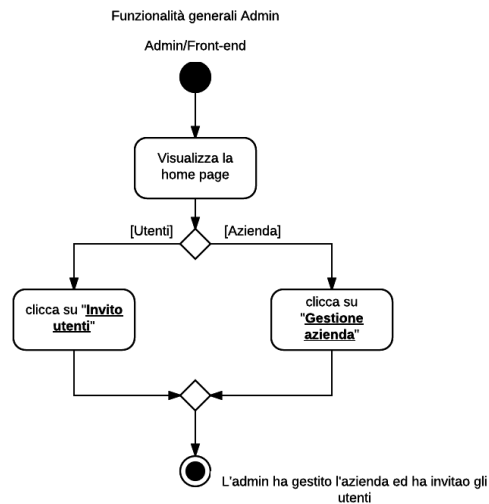 Funzionalità generali Admin
Admin/Front-end
Visualizza la
home page
[Utenti]
[Azienda]
clicca su "Invito
utenti"
clicca su
"Gestione
azienda"
L'admin ha gestito l'azienda ed ha invitao gli
utenti